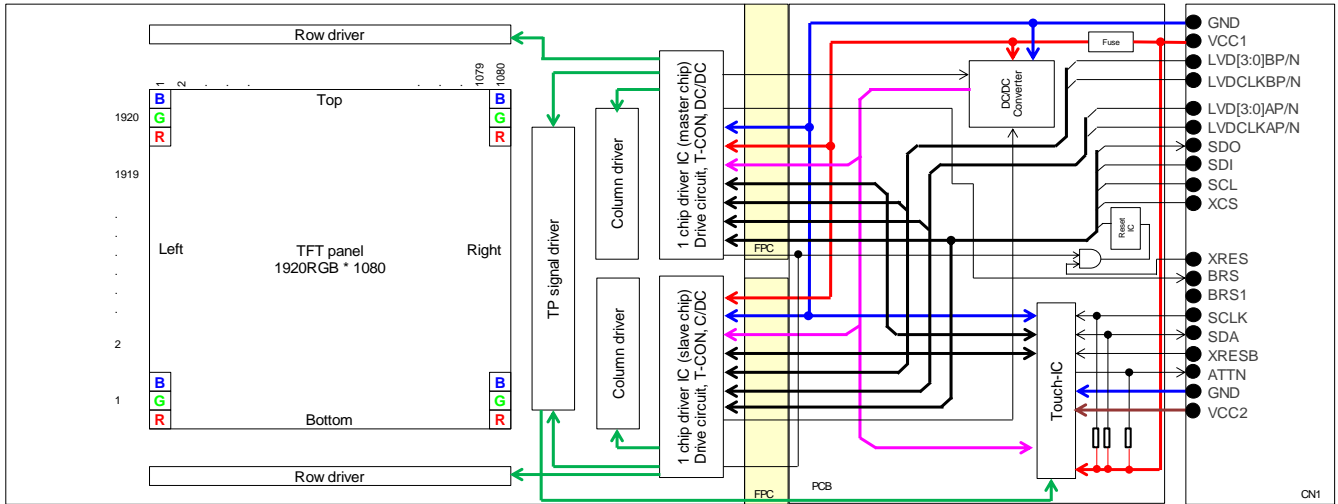 Row driver
1
2
. . . . .
1079
1080
B
G
R
Top
B
G
R
1920
1919
.
.
.
.
.
2
1
Left
TFT panel
1920RGB * 1080
Right
B
G
R
Bottom
B
G
R
Row driver
TP signal driver
Column driver
Column driver
1 chip driver IC (master chip)
Drive circuit, T-CON, DC/DC
1 chip driver IC (slave chip)
Drive circuit, T-CON, C/DC
FPC
FPC
PCB
DC/DC
Converter
Fuse
Reset
IC
Touch-IC
GND
VCC1
LVD[3:0]BP/N
LVDCLKBP/N
LVD[3:0]AP/N
LVDCLKAP/N
SDO
SDI
SCL
XCS
XRES
BRS
BRS1
SCLK
SDA
XRESB
ATTN
GND
VCC2
CN1